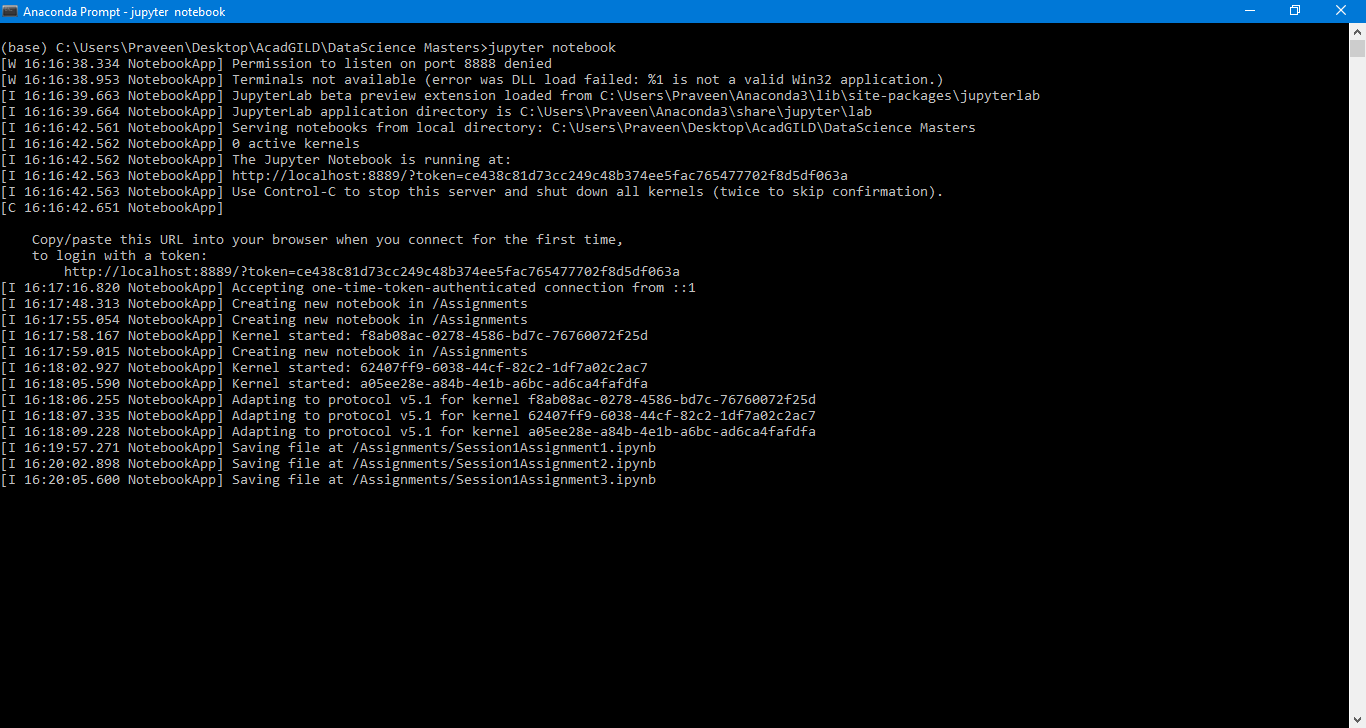 Anaconda Prompt - jupyter  notebook
(base) C:\Users\Praveen\Desktop\AcadGILD\DataScience Masters>jupyter notebook
[W 16:16:38.334 NotebookApp] Permission to listen on port 8888 denied
[W 16:16:38.953 NotebookApp] Terminals not available (error was DLL load failed: %1 is not a valid Win32 application.)
[I 16:16:39.663 NotebookApp] JupyterLab beta preview extension loaded from C:\Users\Praveen\Anaconda3\lib\site-packages\jupyterlab
[I 16:16:39.664 NotebookApp] JupyterLab application directory is C:\Users\Praveen\Anaconda3\share\jupyter\lab
[I 16:16:42.561 NotebookApp] Serving notebooks from local directory: C:\Users\Praveen\Desktop\AcadGILD\DataScience Masters
[I 16:16:42.562 NotebookApp] 0 active kernels
[I 16:16:42.562 NotebookApp] The Jupyter Notebook is running at:
[I 16:16:42.563 NotebookApp] http://localhost:8889/?token=ce438c81d73cc249c48b374ee5fac765477702f8d5df063a
[I 16:16:42.563 NotebookApp] Use Control-C to stop this server and shut down all kernels (twice to skip confirmation).
[C 16:16:42.651 NotebookApp]
Copy/paste this URL into your browser when you connect for the first time,
to login with a token:
http://localhost:8889/?token=ce438c81d73cc249c48b374ee5fac765477702f8d5df063a
[I 16:17:16.820 NotebookApp] Accepting one-time-token-authenticated connection from ::1
[I 16:17:48.313 NotebookApp] Creating new notebook in /Assignments
[I 16:17:55.054 NotebookApp] Creating new notebook in /Assignments
[I 16:17:58.167 NotebookApp] Kernel started: f8ab08ac-0278-4586-bd7c-76760072f25d
[I 16:17:59.015 NotebookApp] Creating new notebook in /Assignments
[I 16:18:02.927 NotebookApp] Kernel started: 62407ff9-6038-44cf-82c2-1df7a02c2ac7
[I 16:18:05.590 NotebookApp] Kernel started: a05ee28e-a84b-4e1b-a6bc-ad6ca4fafdfa
[I 16:18:06.255 NotebookApp] Adapting to protocol v5.1 for kernel f8ab08ac-0278-4586-bd7c-76760072f25d
[I 16:18:07.335 NotebookApp] Adapting to protocol v5.1 for kernel 62407ff9-6038-44cf-82c2-1df7a02c2ac7
[I 16:18:09.228 NotebookApp] Adapting to protocol v5.1 for kernel a05ee28e-a84b-4e1b-a6bc-ad6ca4fafdfa
[I 16:19:57.271 NotebookApp] Saving file at /Assignments/Session1Assignment1.ipynb
[I 16:20:02.898 NotebookApp] Saving file at /Assignments/Session1Assignment2.ipynb
[I 16:20:05.600 NotebookApp] Saving file at /Assignments/Session1Assignment3.ipynb